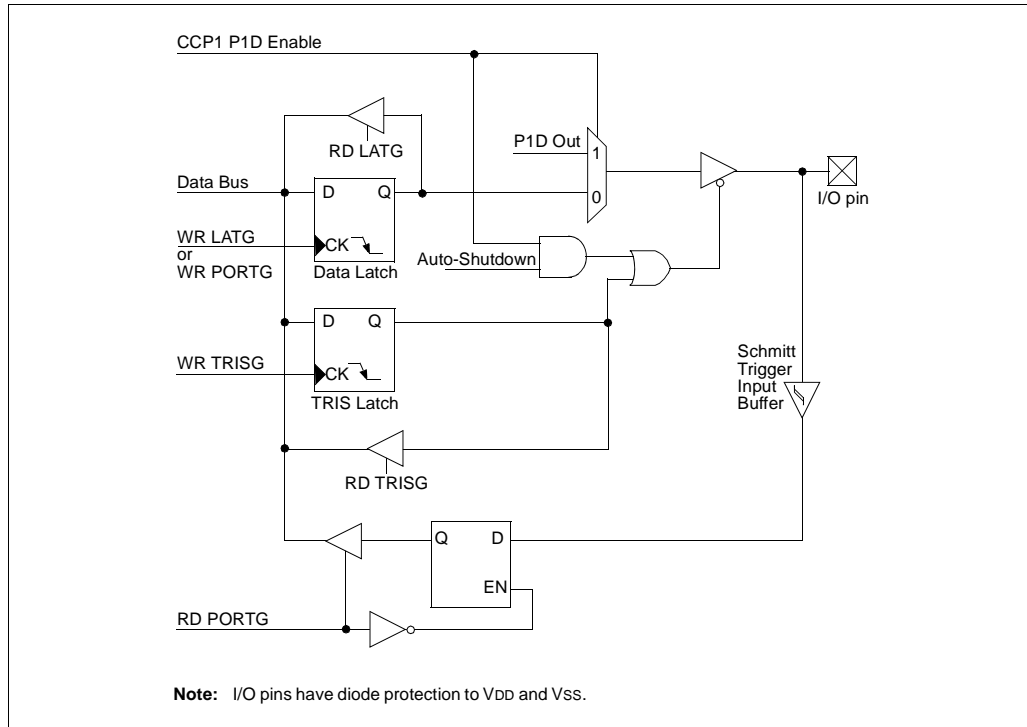 CCP1 P1D Enable
RD LATG
P1D Out
1
0
Data Bus
D
Q
CK
Data Latch
WR LATG
or
WR PORTG
Auto-Shutdown
I/O pin
D
Q
CK
TRIS Latch
WR TRISG
Schmitt
Trigger
Input
Buffer
RD TRISG
Q
D
EN
RD PORTG
Note: I/O pins have diode protection to VDD and VSS.